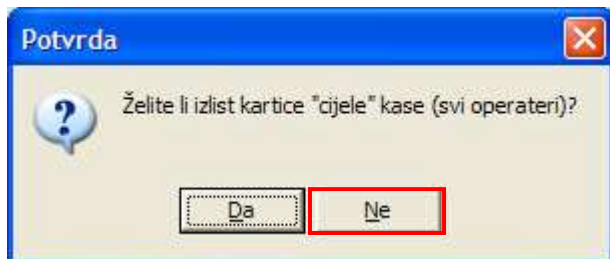 Potvrda
Želite li izlist kartice "cijele" kase (svi operateri)?
Da
Ne